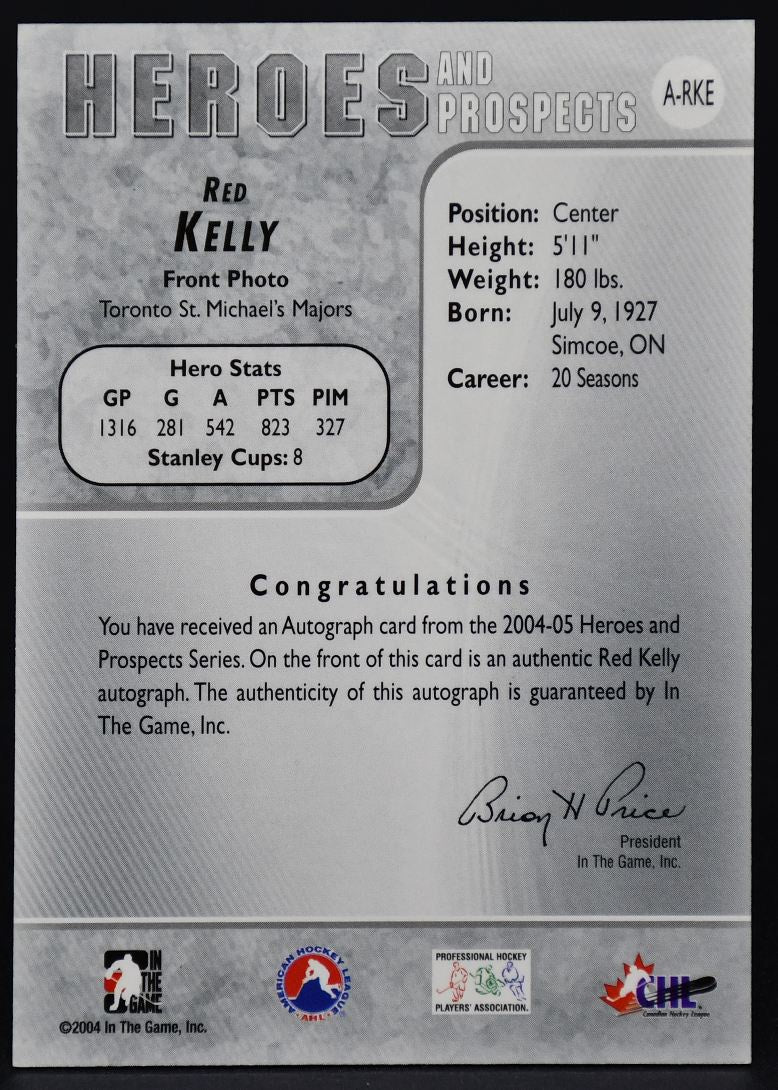 HEROES AND PROSPECTS
A-RKE
RED
KELLY
Front Photo
Toronto St. Michael's Majors
Hero Stats
GP G A PTS PIM
1316 281 542 823 327
Stanley Cups: 8
Position: Center
Height: 5'11"
Weight: 180 lbs.
Born: July 9, 1927
Simcoe, ON
Career: 20 Seasons
Congratulations
You have received an Autograph card from the 2004-05 Heroes and
Prospects Series. On the front of this card is an authentic Red Kelly
autograph. The authenticity of this autograph is guaranteed by In
The Game, Inc.
Brian H Price
President
In The Game, Inc.
IN
THE
GAME
©2004 In The Game, Inc.
AMERICAN HOCKEY LEAGUE
AHL
PROFESSIONAL HOCKEY
PLAYERS' ASSOCIATION.
CHL
Canadian Hockey League